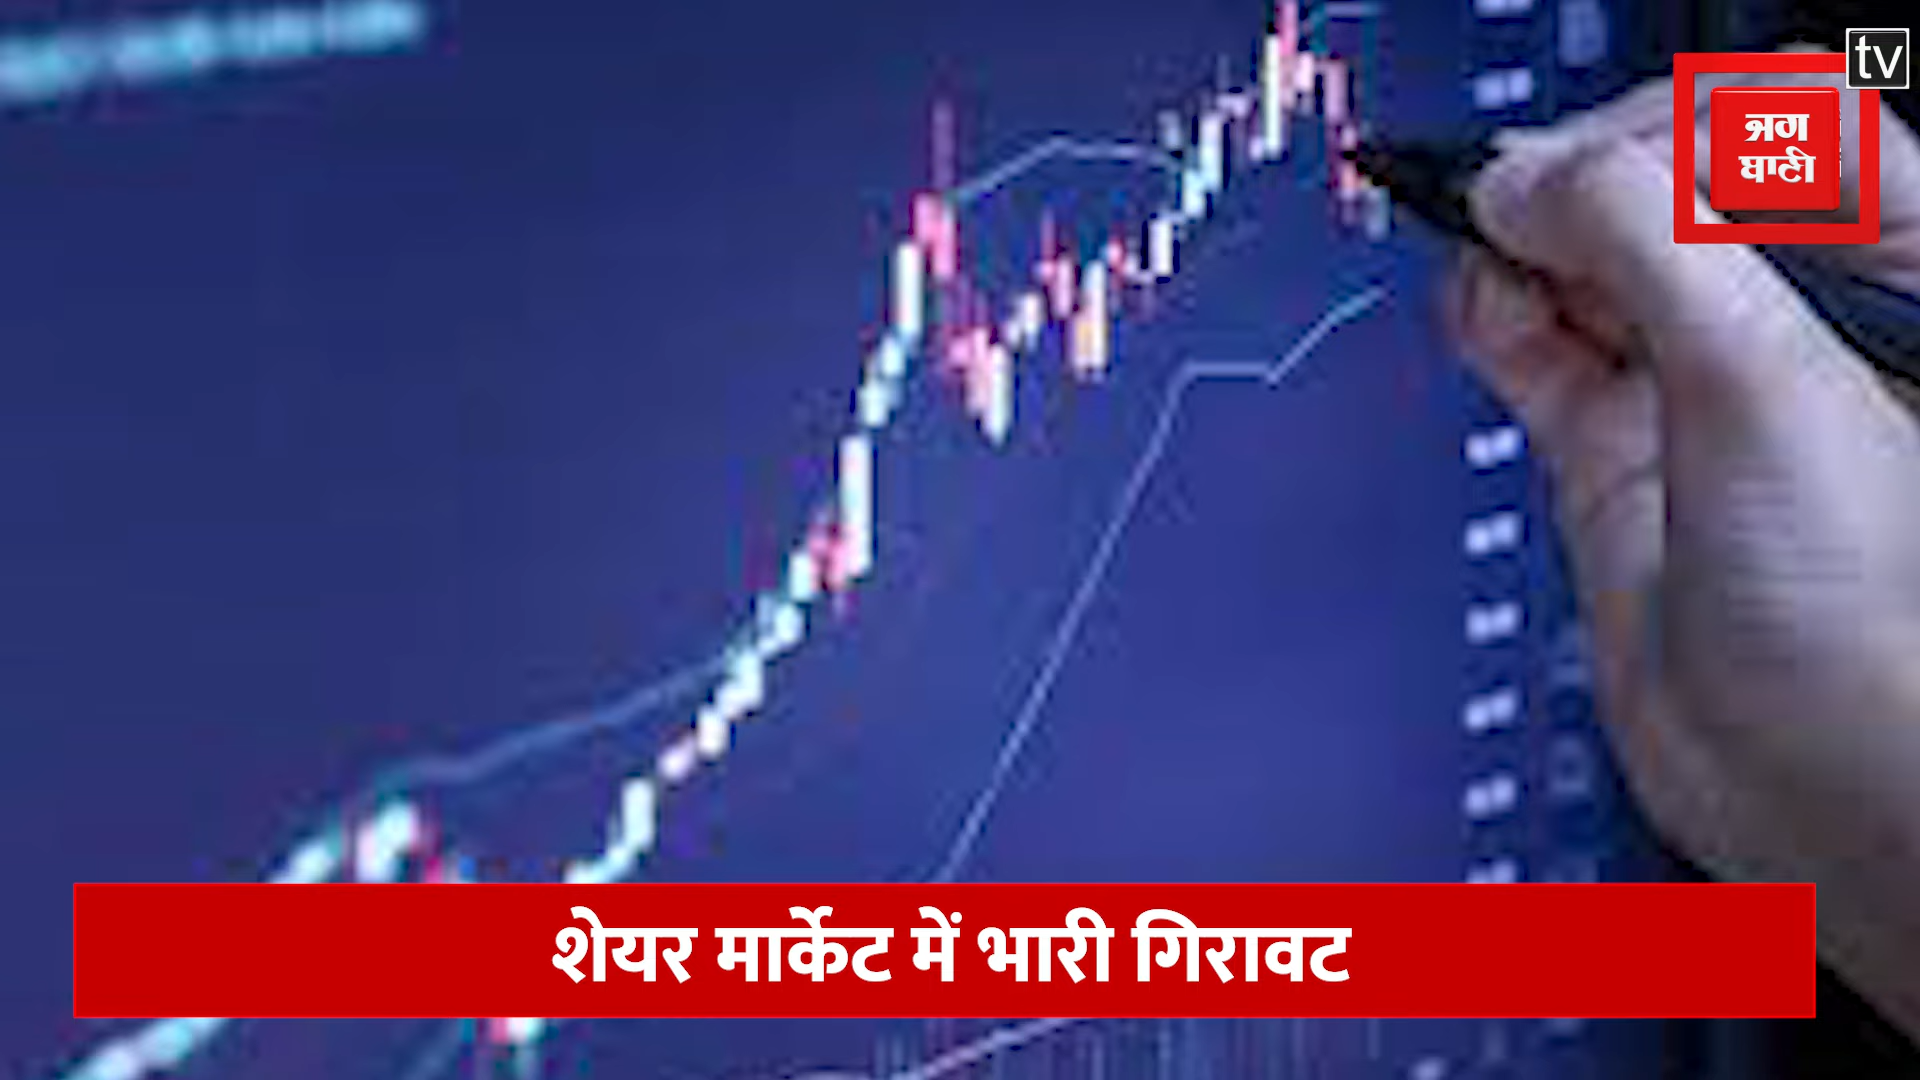 tv
जग
बाणी
शेयर मार्केट में भारी गिरावट